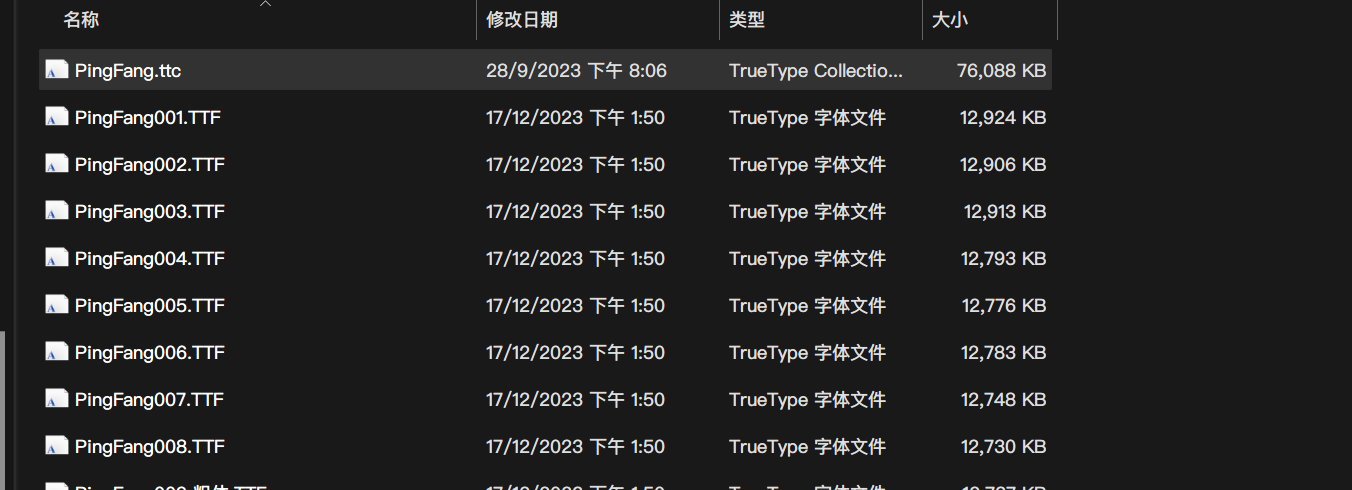 名称 修改日期 类型 大小
PingFang.ttc 28/9/2023 下午 8:06 TrueType Collectio... 76,088 KB
PingFang001.TTF 17/12/2023 下午 1:50 TrueType 字体文件 12,924 KB
PingFang002.TTF 17/12/2023 下午 1:50 TrueType 字体文件 12,906 KB
PingFang003.TTF 17/12/2023 下午 1:50 TrueType 字体文件 12,913 KB
PingFang004.TTF 17/12/2023 下午 1:50 TrueType 字体文件 12,793 KB
PingFang005.TTF 17/12/2023 下午 1:50 TrueType 字体文件 12,776 KB
PingFang006.TTF 17/12/2023 下午 1:50 TrueType 字体文件 12,783 KB
PingFang007.TTF 17/12/2023 下午 1:50 TrueType 字体文件 12,748 KB
PingFang008.TTF 17/12/2023 下午 1:50 TrueType 字体文件 12,730 KB